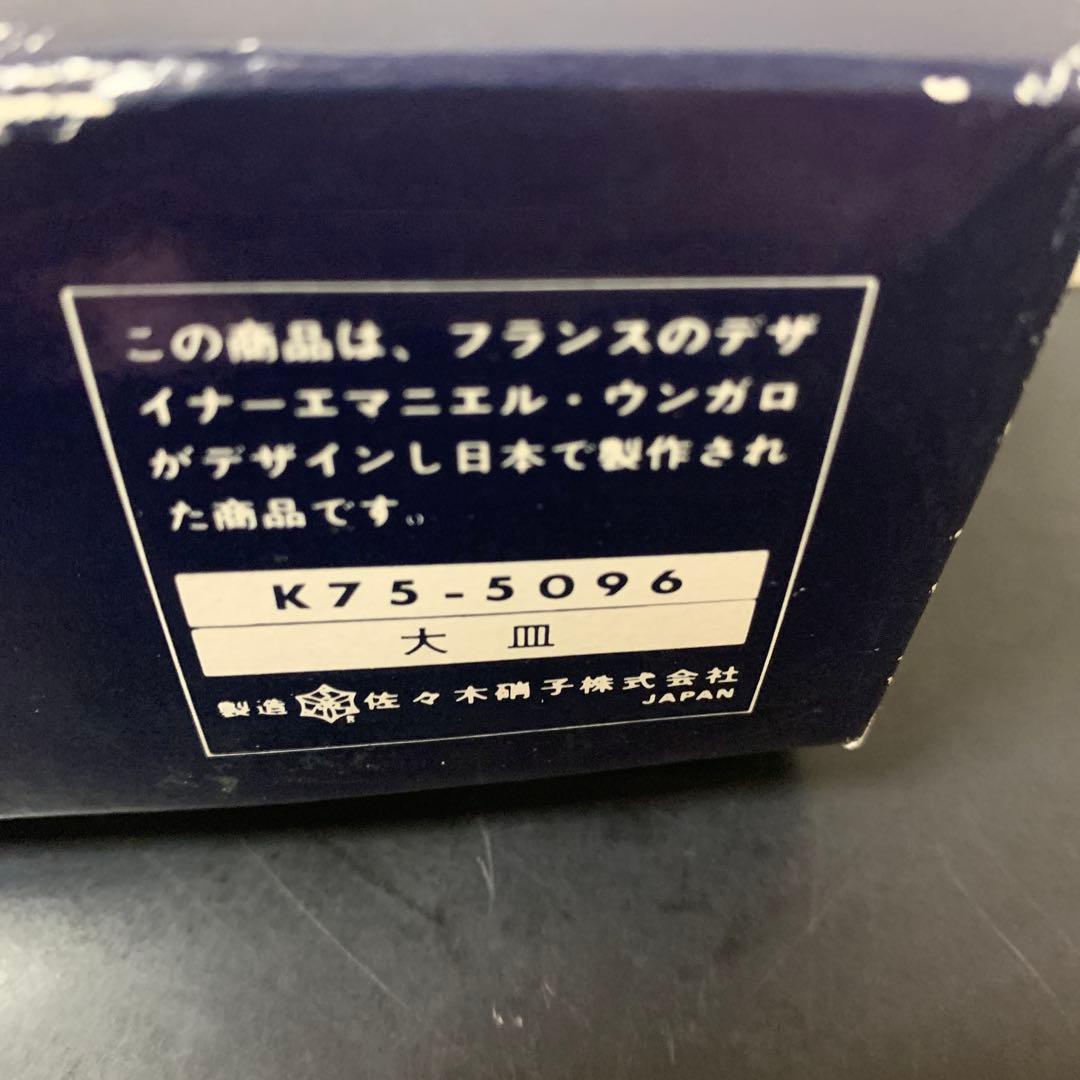 この商品は、フランスのデザ
イナーエマニエル・ウンガロ
がデザインし日本で製作され
た商品です。
K75-5096
大皿
製造 佐々木硝子株式会社
JAPAN